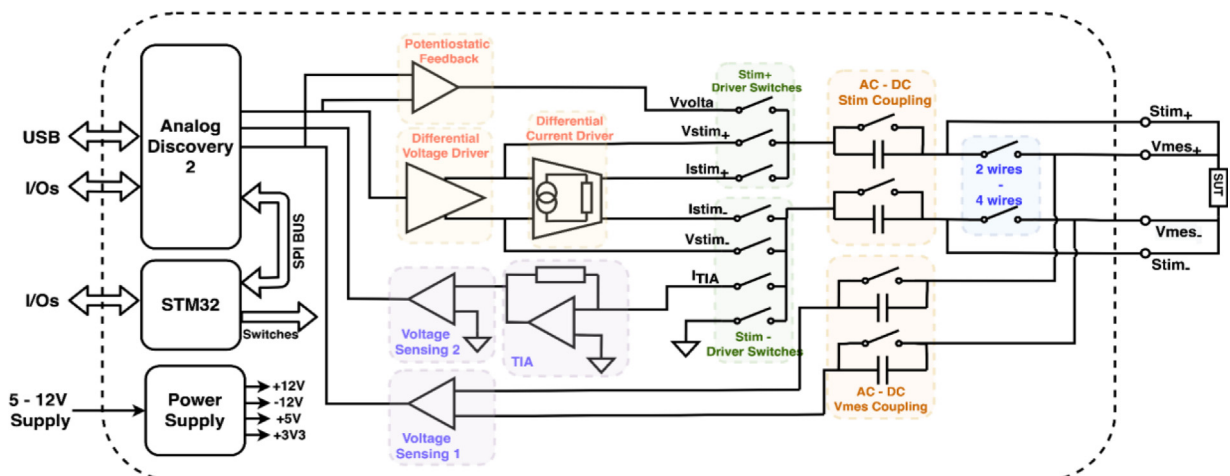 USB
I/Os
I/Os
5 - 12V
Supply
Analog
Discovery
2
SPI BUS
STM32
Switches
Power
Supply
+12V
-12V
+5V
+3V3
Potentiostatic
Feedback
Differential
Voltage Driver
Differential
Current Driver
Voltage
Sensing 2
TIA
Voltage
Sensing 1
Stim+
Driver Switches
Vvolta
Vstim+
Istim+
Istim-
Vstim-
ITIA
Stim -
Driver Switches
AC - DC
Stim Coupling
2 wires
-
4 wires
AC - DC
Vmes Coupling
Stim+
Vmes+
SUT
Vmes-
Stim-